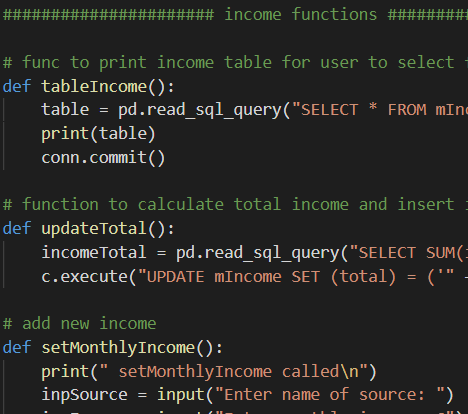 ###################### income functions #########
# func to print income table for user to select
def tableIncome():
table = pd.read_sql_query("SELECT * FROM mInc
print(table)
conn.commit()
# function to calculate total income and insert
def updateTotal():
incomeTotal = pd.read_sql_query("SELECT SUM(
c.execute("UPDATE mIncome SET (total) = ('"
# add new income
def setMonthlyIncome():
print(" setMonthlyIncome called\n")
inpSource = input("Enter name of source: ")